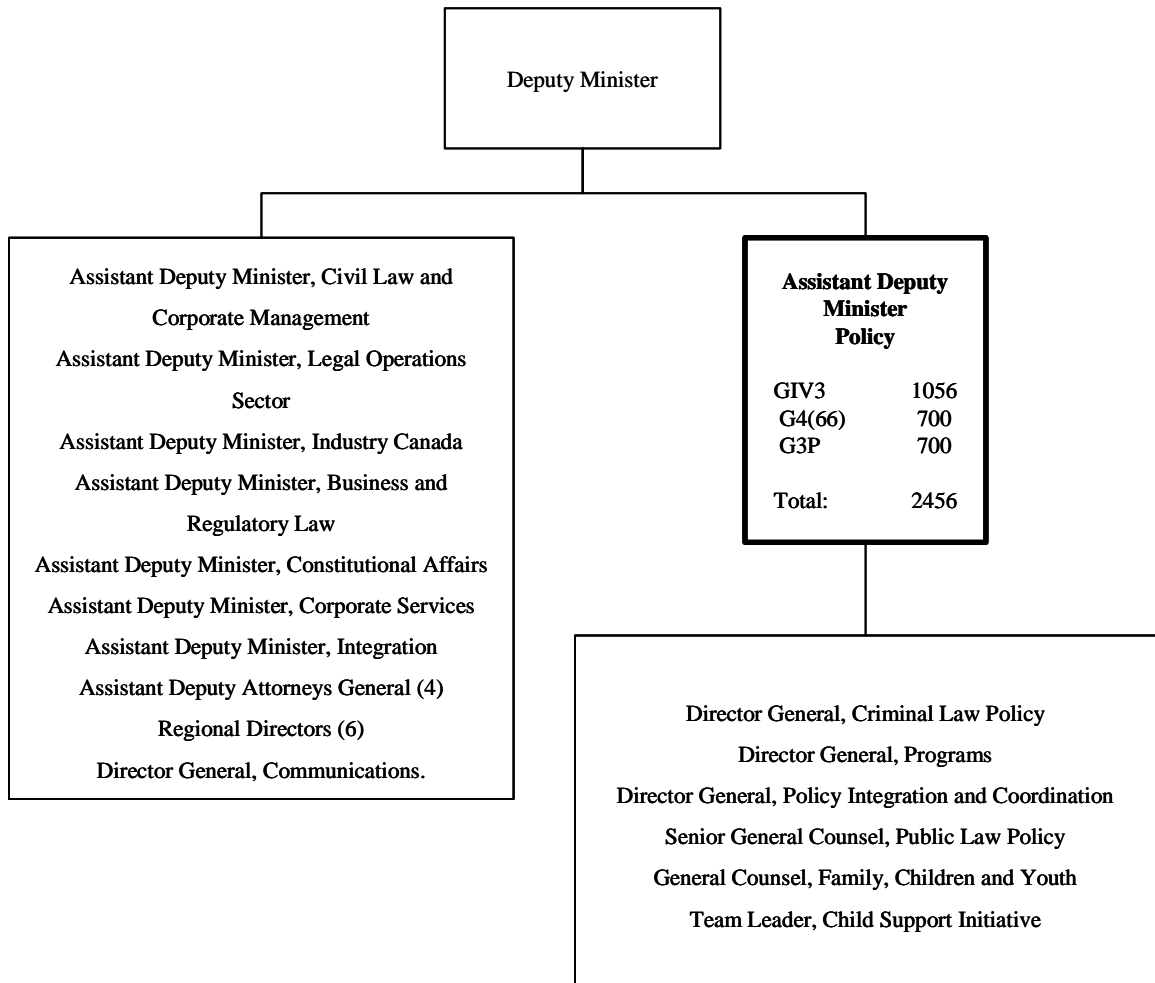 Deputy Minister
Assistant Deputy Minister, Civil Law and
Corporate Management
Assistant Deputy Minister, Legal Operations
Sector
Assistant Deputy Minister, Industry Canada
Assistant Deputy Minister, Business and
Regulatory Law
Assistant Deputy Minister, Constitutional Affairs
Assistant Deputy Minister, Corporate Services
Assistant Deputy Minister, Integration
Assistant Deputy Attorneys General (4)
Regional Directors (6)
Director General, Communications.
Assistant Deputy
Minister
Policy
GIV3 1056
G4(66) 700
G3P 700
Total: 2456
Director General, Criminal Law Policy
Director General, Programs
Director General, Policy Integration and Coordination
Senior General Counsel, Public Law Policy
General Counsel, Family, Children and Youth
Team Leader, Child Support Initiative